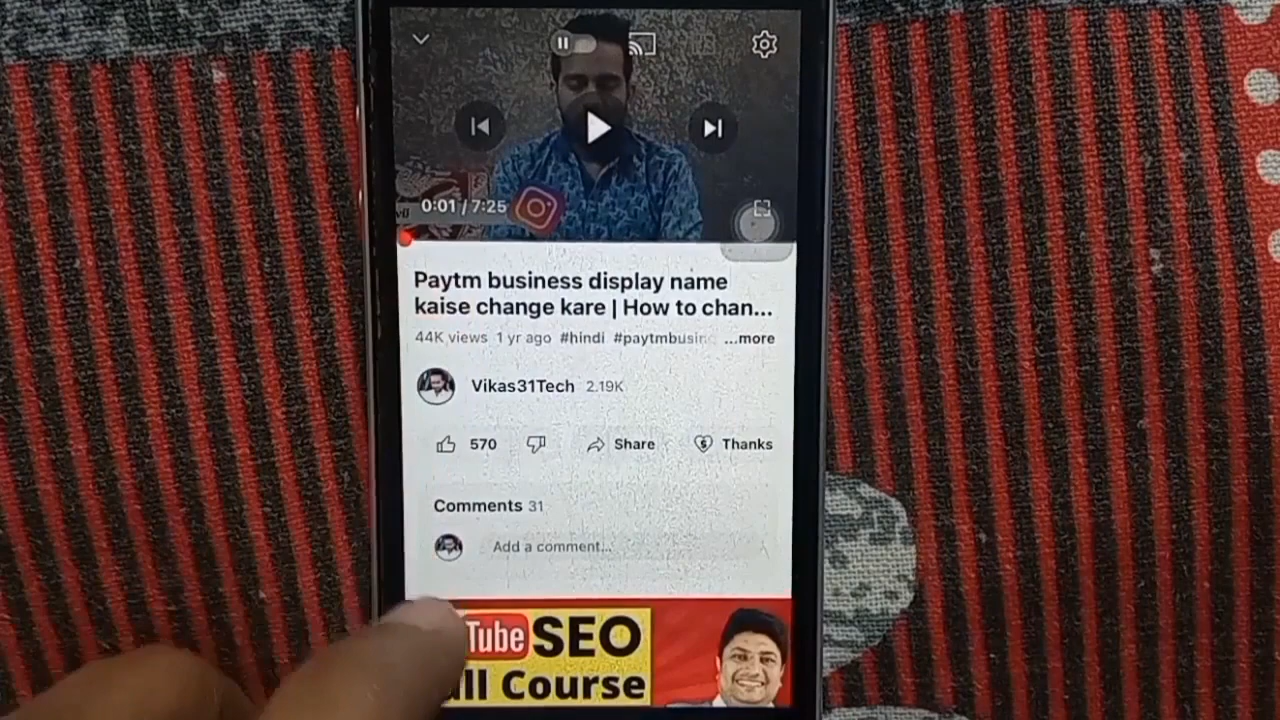 0:01 / 7:25
Paytm business display name
kaise change kare | How to chan...
44K views 1 yr ago #hindi #paytmbusin ...more
Vikas31Tech 2.19K
570 Share Thanks
Comments 31
Add a comment...
Tube SEO
ll Course